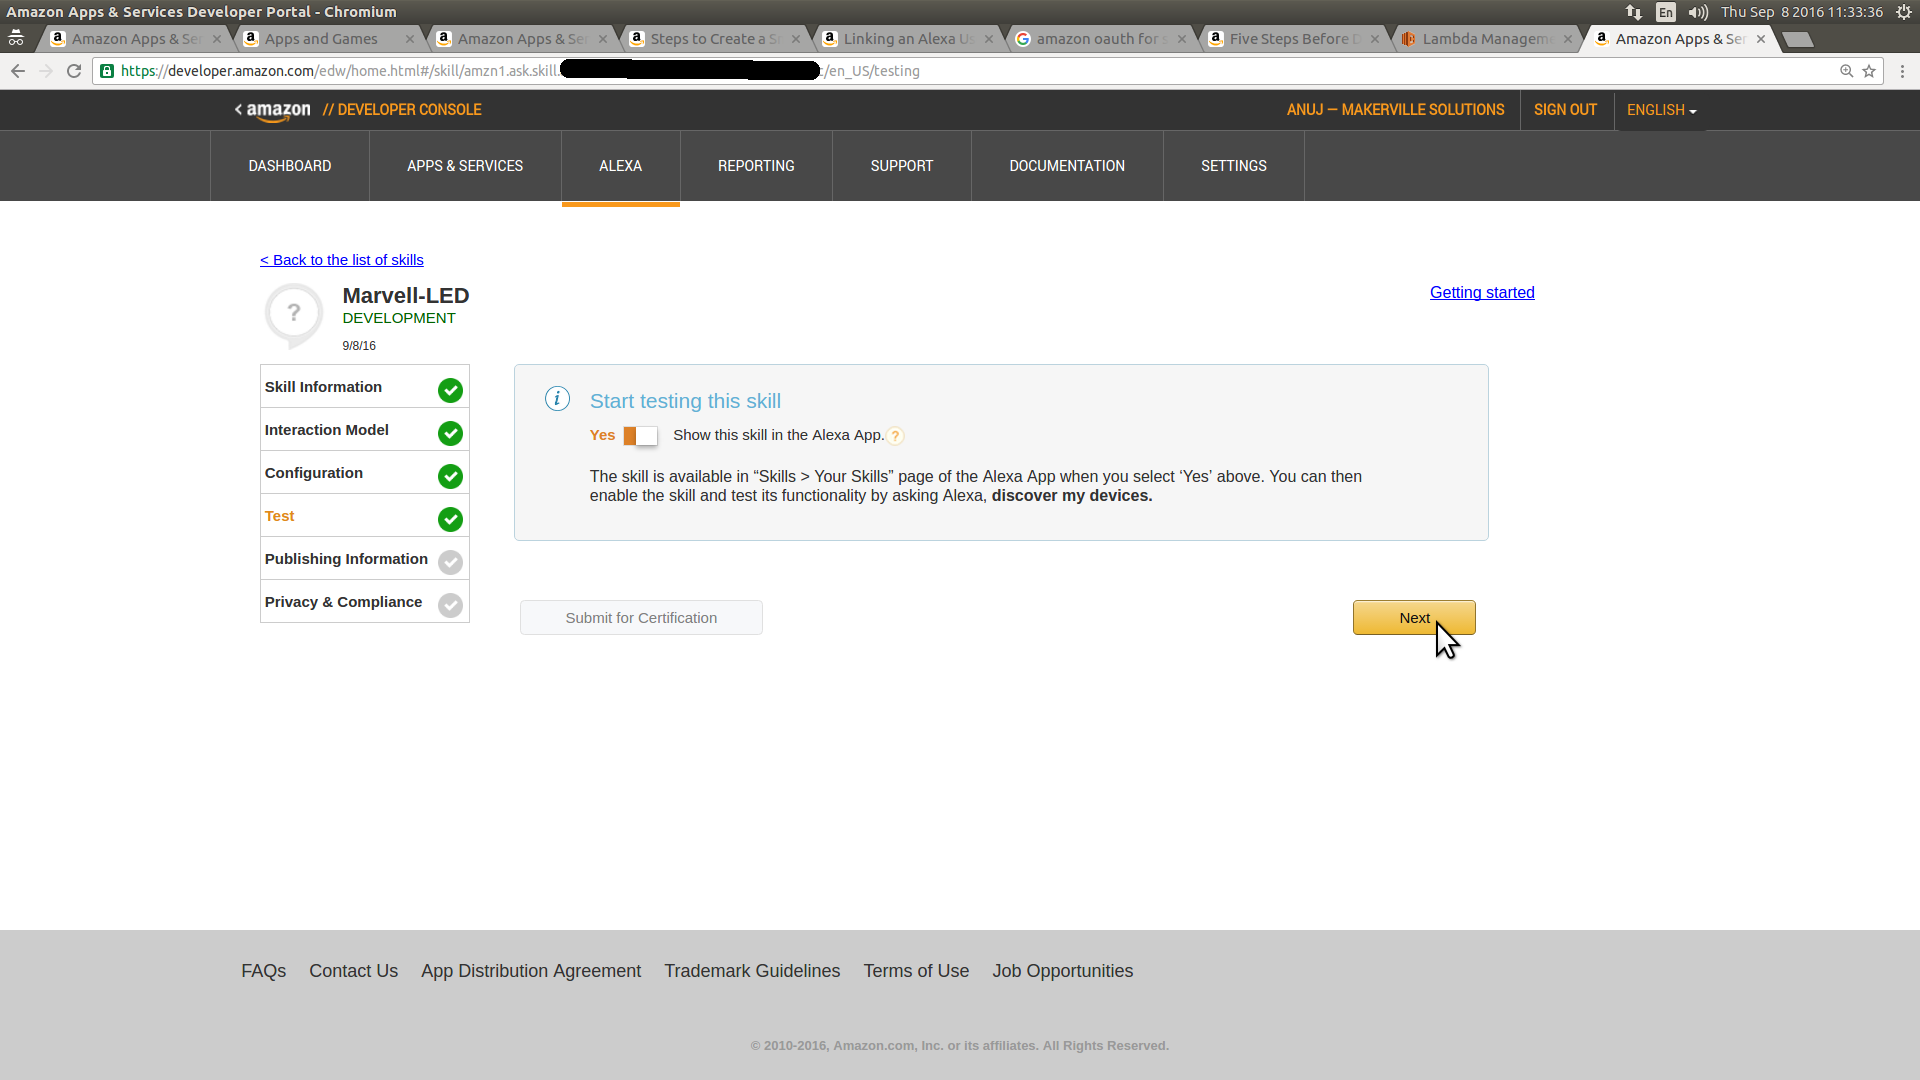 Amazon Apps & Services Developer Portal - Chromium
En
Thu Sep 8 2016 11:33:36
Amazon Apps & Se
Apps and Games
Amazon Apps & Se
Steps to Create a S
Linking an Alexa U
amazon oauth for
Five Steps Before D
Lambda Managem
Amazon Apps & Se
https://developer.amazon.com/edw/home.html#/skill/amzn1.ask.skill.
/en_US/testing
< amazon // DEVELOPER CONSOLE
ANUJ — MAKERVILLE SOLUTIONS
SIGN OUT
ENGLISH
DASHBOARD
APPS & SERVICES
ALEXA
REPORTING
SUPPORT
DOCUMENTATION
SETTINGS
< Back to the list of skills
?
Marvell-LED
DEVELOPMENT
9/8/16
Getting started
Skill Information
Interaction Model
Configuration
Test
Publishing Information
Privacy & Compliance
i
Start testing this skill
Yes
Show this skill in the Alexa App.
?
The skill is available in “Skills > Your Skills” page of the Alexa App when you select ‘Yes’ above. You can then
enable the skill and test its functionality by asking Alexa, discover my devices.
Submit for Certification
Next
FAQs
Contact Us
App Distribution Agreement
Trademark Guidelines
Terms of Use
Job Opportunities
© 2010-2016, Amazon.com, Inc. or its affiliates. All Rights Reserved.